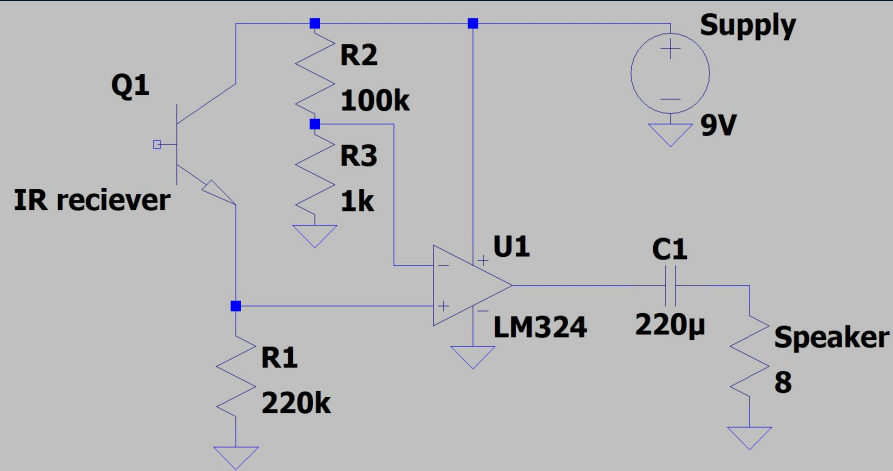 Supply
9V
Q1
IR reciever
R2
100k
R3
1k
U1
LM324
C1
220µ
Speaker
8
R1
220k